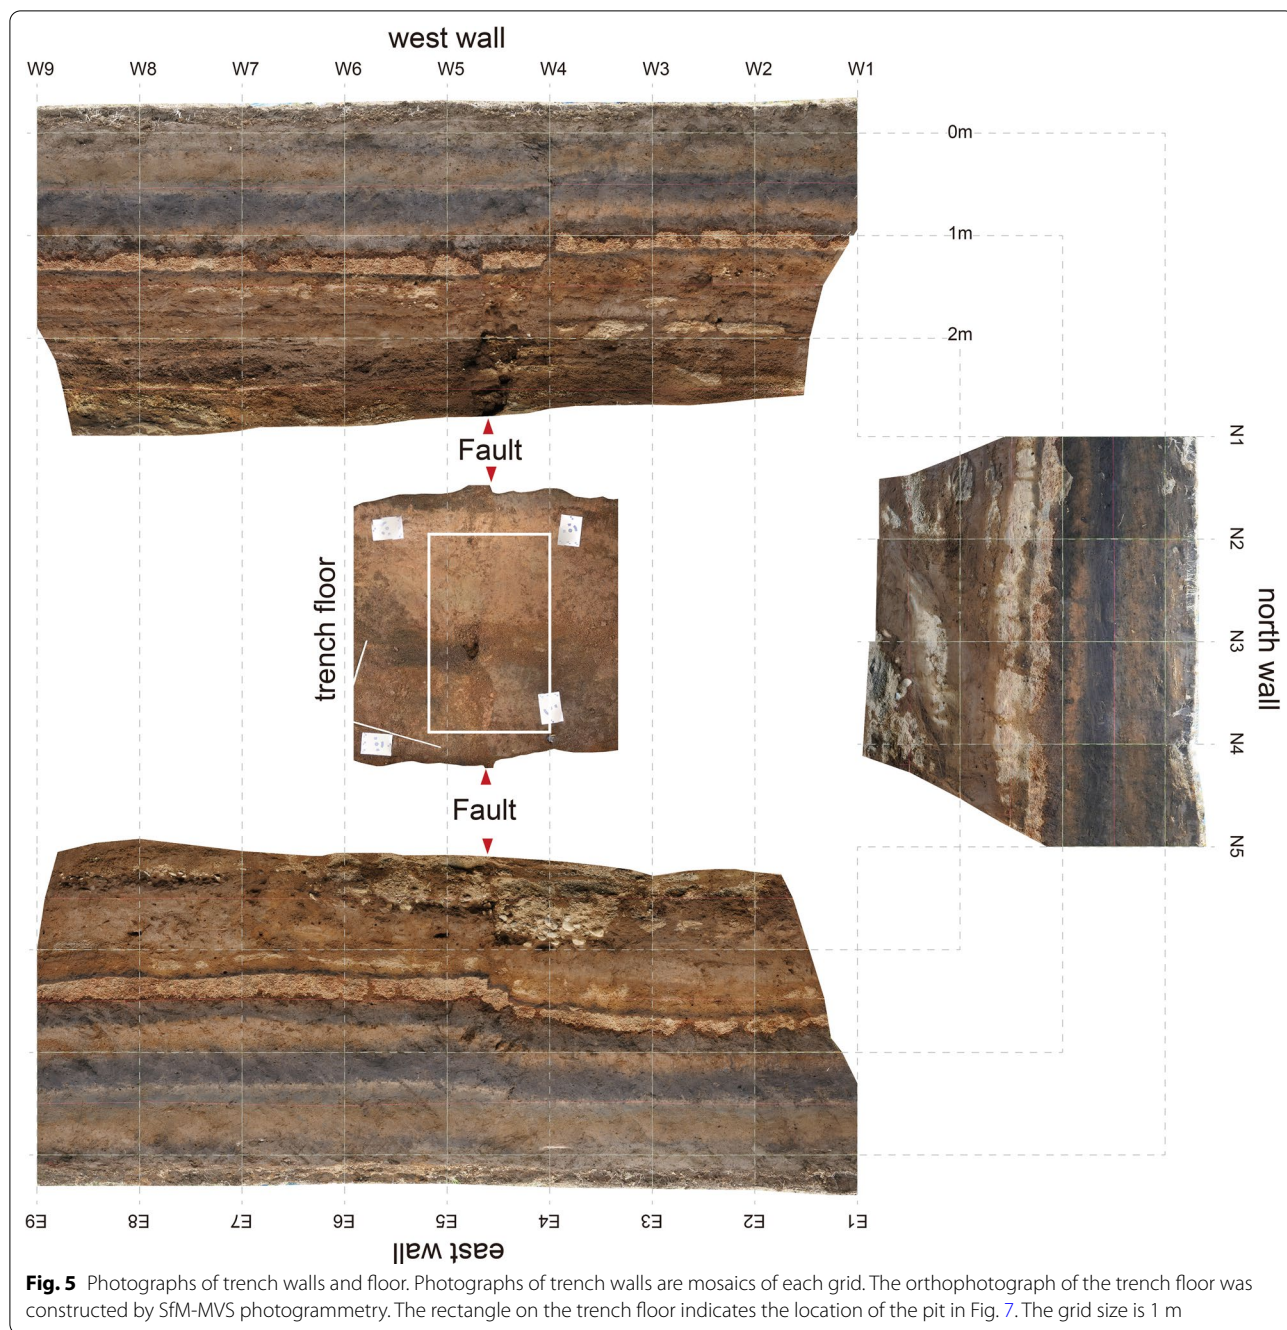 west wall
W9 W8 W7 W6 W5 W4 W3 W2 W1
0m
1m
2m
Fault
trench floor
Fault
N1
N2
N3
N4
N5
north wall
E9 E8 E7 E6 E5 E4 E3 E2 E1
east wall
Fig. 5 Photographs of trench walls and floor. Photographs of trench walls are mosaics of each grid. The orthophotograph of the trench floor was
constructed by SfM-MVS photogrammetry. The rectangle on the trench floor indicates the location of the pit in Fig. 7. The grid size is 1 m